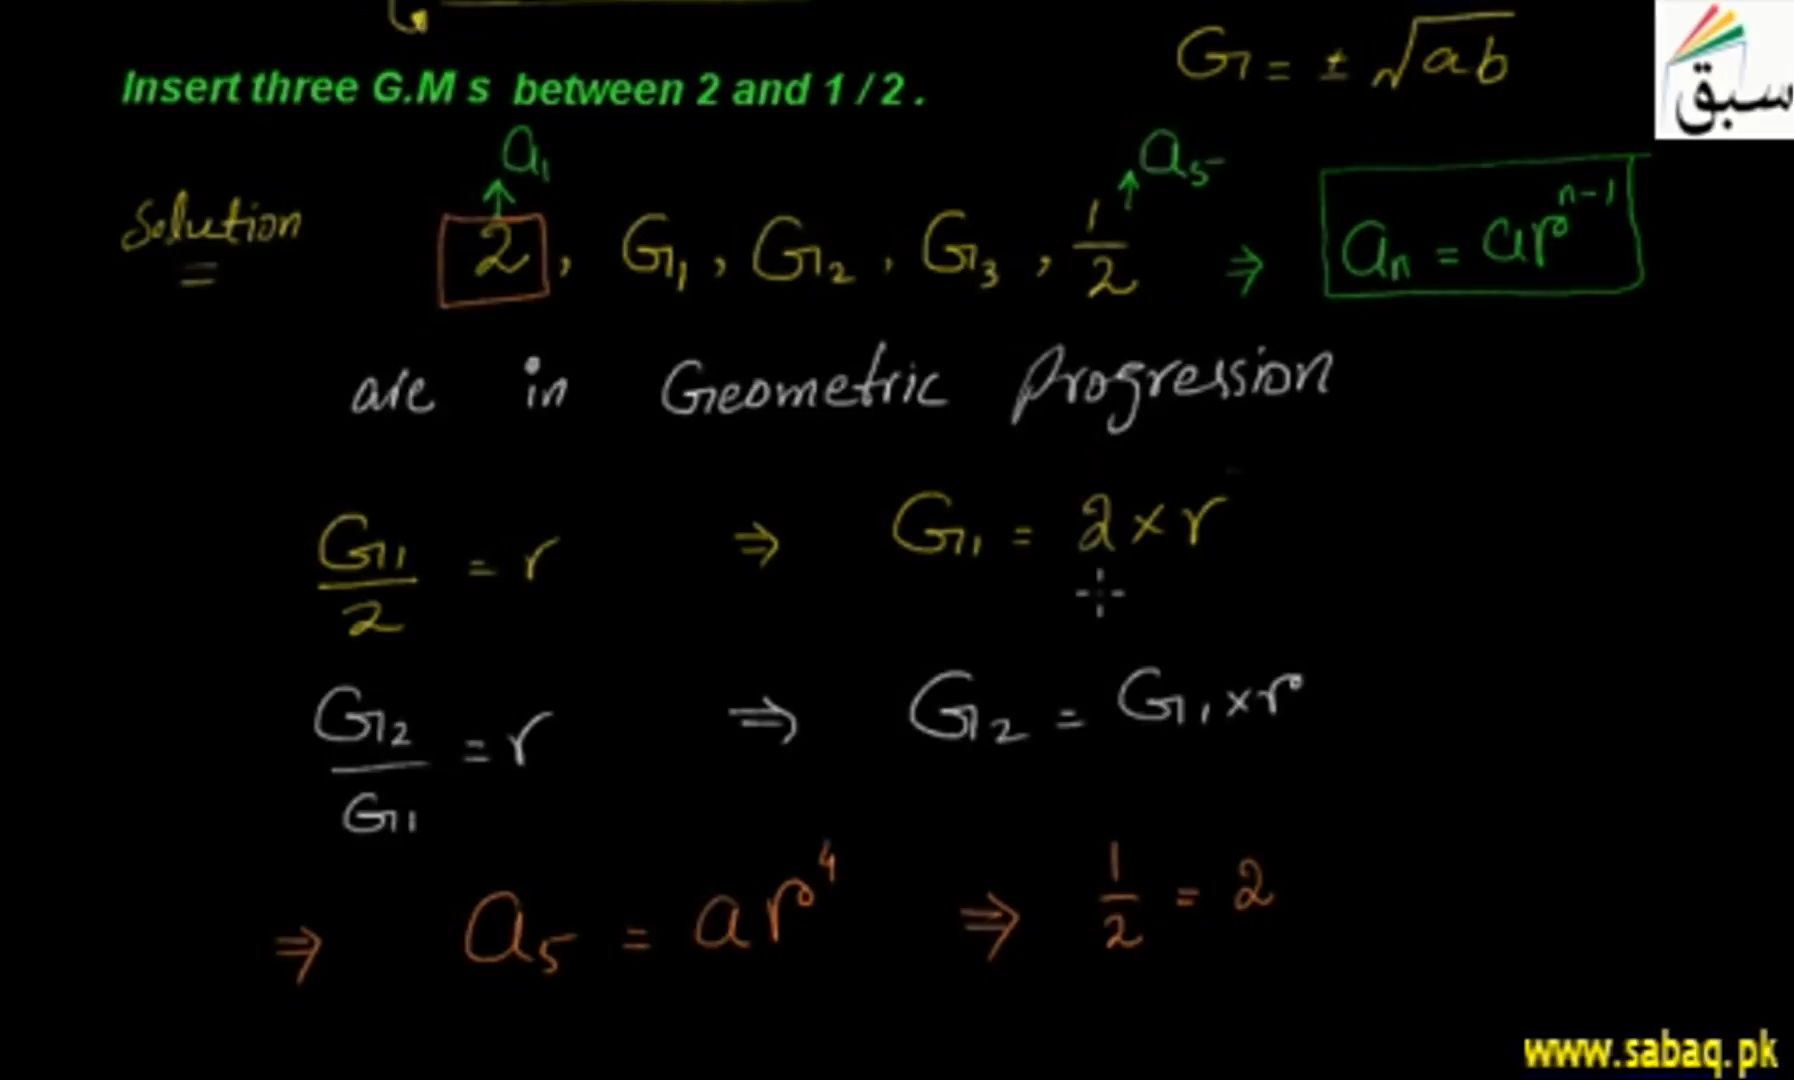 G = ± √ab
سبق
Insert three G.M s between 2 and 1 / 2 .
a₁ a₅
Solution
2 , G₁ , G₂ , G₃ , 1/2 ⇒ aₙ = arⁿ⁻¹
are in Geometric Progression
G₁/2 = r ⇒ G₁ = 2 × r
G₂/G₁ = r ⇒ G₂ = G₁ × r
⇒ a₅ = ar⁴ ⇒ 1/2 = 2
www.sabaq.pk